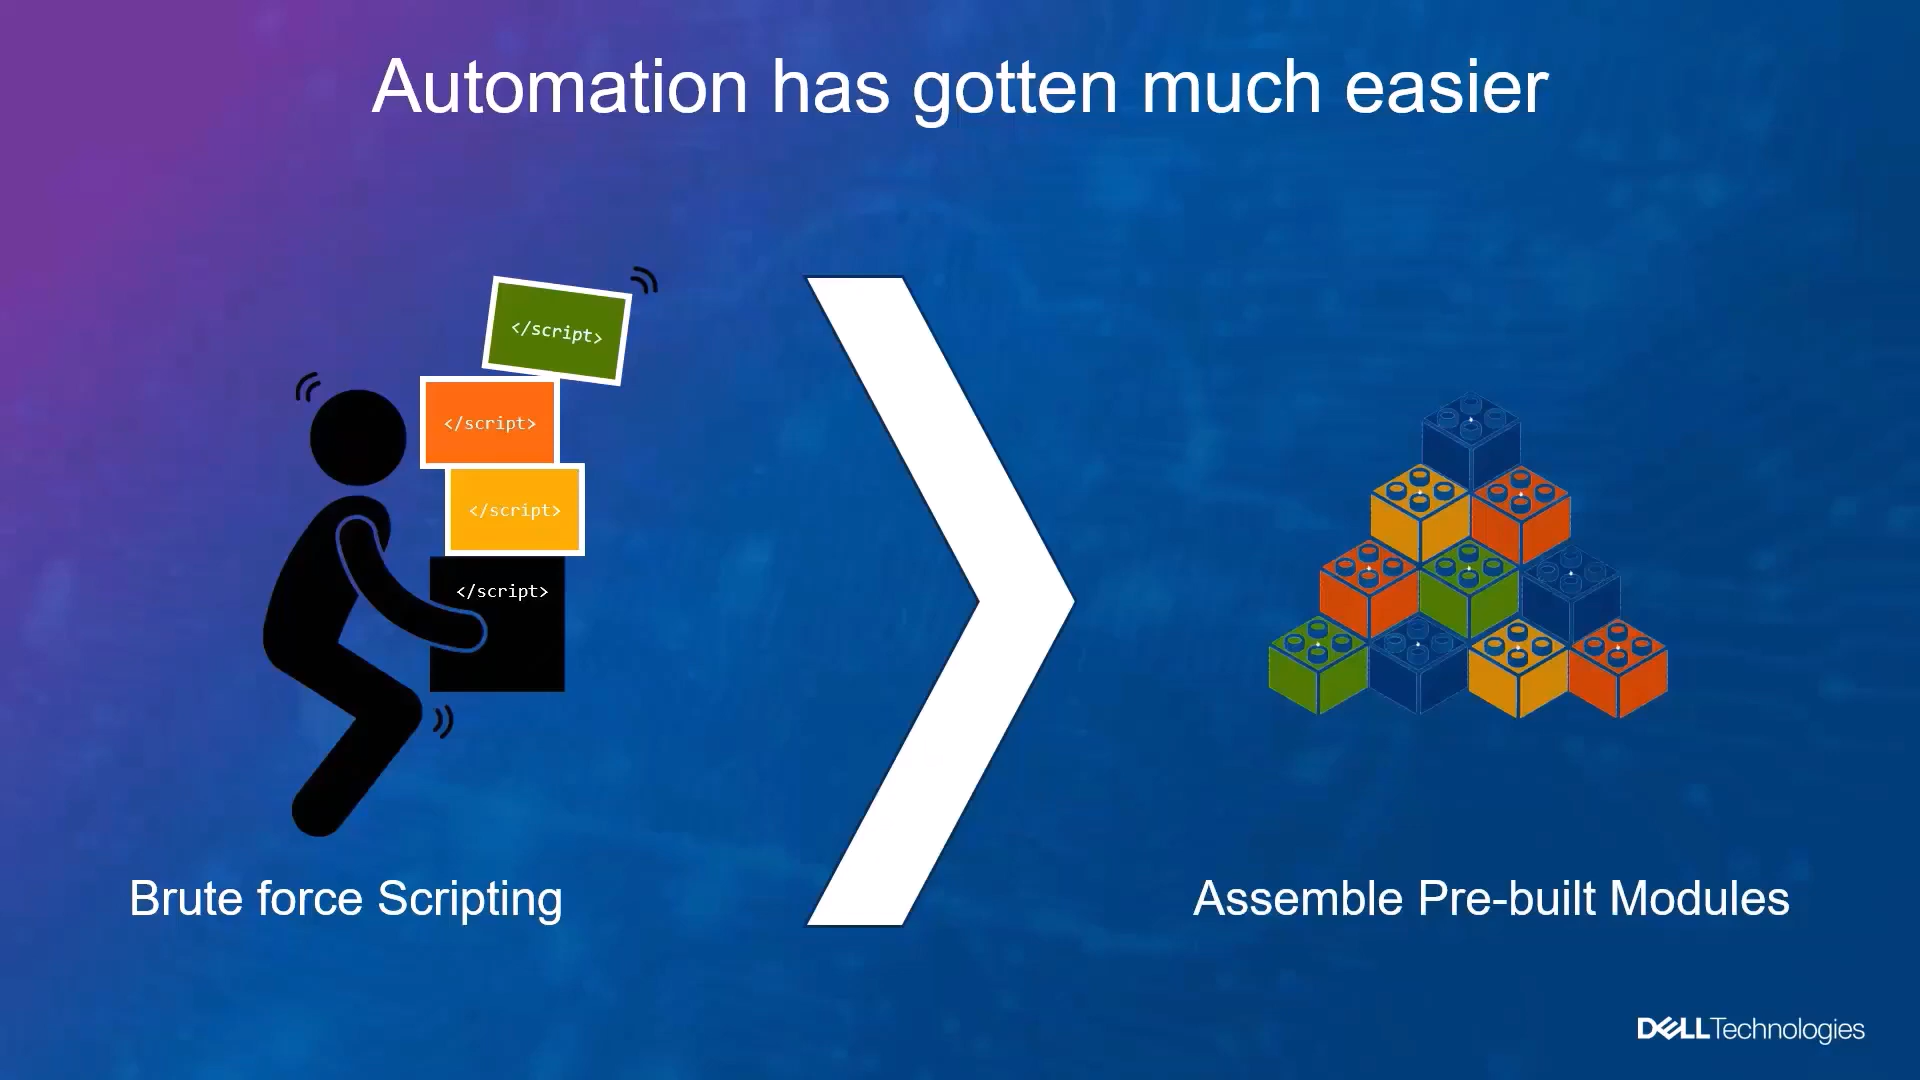 Automation has gotten much easier
</script>
</script>
</script>
</script>
Brute force Scripting
Assemble Pre-built Modules
DELLTechnologies